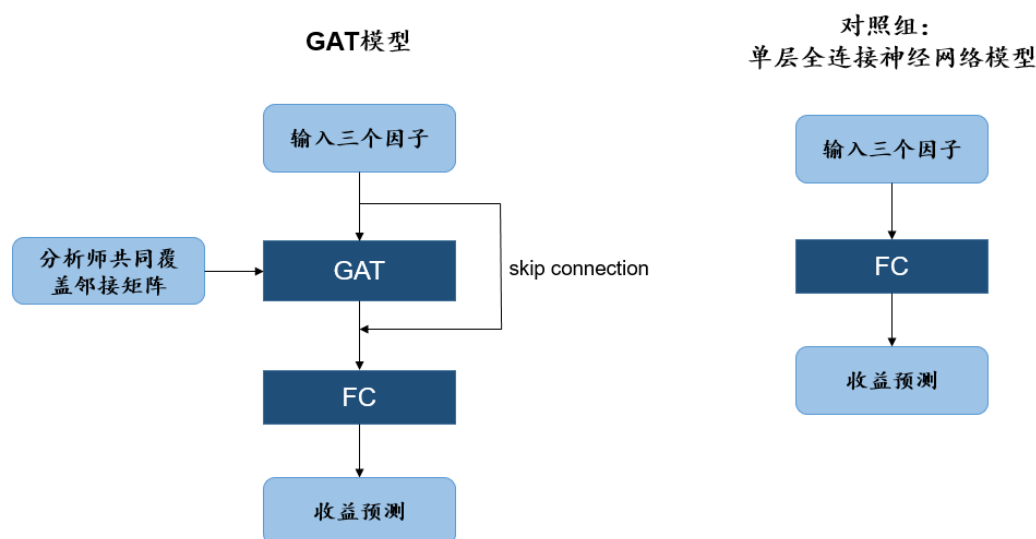 GAT模型
输入三个因子
分析师共同覆
盖邻接矩阵
GAT
skip connection
FC
收益预测
对照组：
单层全连接神经网络模型
输入三个因子
FC
收益预测